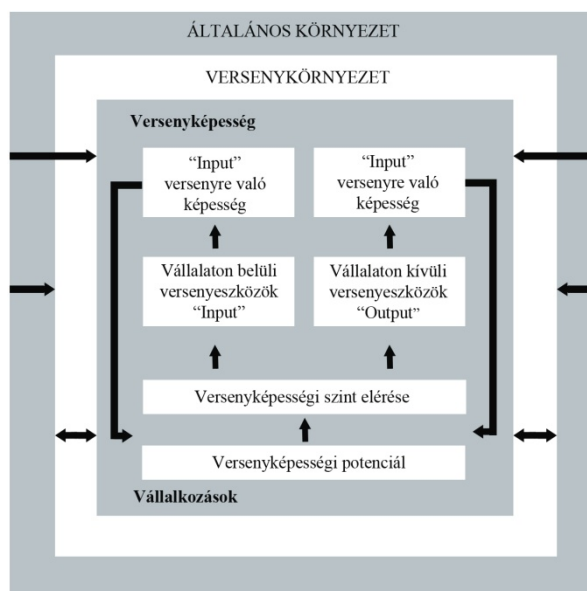 ÁLTALÁNOS KÖRNYEZET
VERSENYKÖRNYEZET
Versenyképesség
“Input”
versenyre való
képesség
“Input”
versenyre való
képesség
Vállalaton belüli
versenyeszközök
“Input”
Vállalaton kívüli
versenyeszközök
“Output”
Versenyképességi szint elérése
Versenyképességi potenciál
Vállalkozások